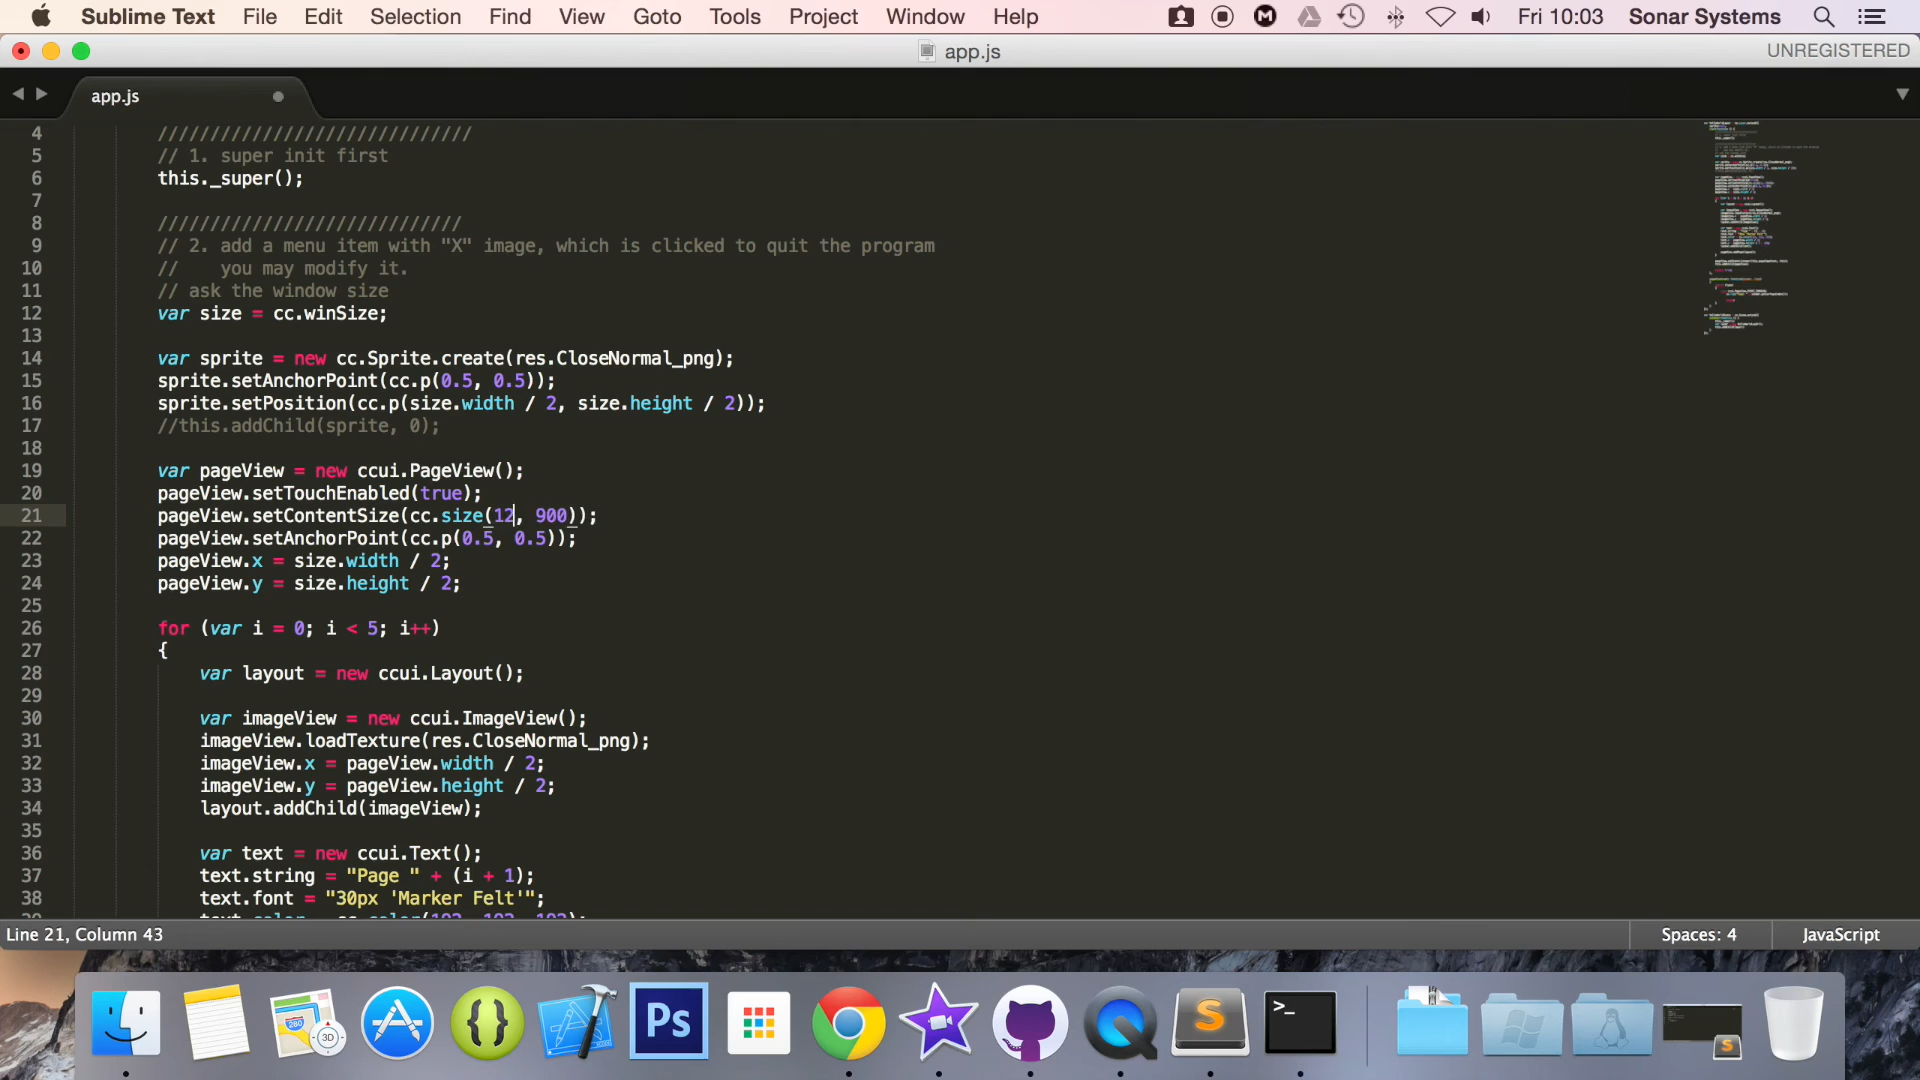 Sublime Text File Edit Selection Find View Goto Tools Project Window Help Fri 10:03 Sonar Systems
app.js UNREGISTERED
app.js
4 //////////////////////////////
5 // 1. super init first
6 this._super();
7
8 /////////////////////////////
9 // 2. add a menu item with "X" image, which is clicked to quit the program
10 //    you may modify it.
11 // ask the window size
12 var size = cc.winSize;
13
14 var sprite = new cc.Sprite.create(res.CloseNormal_png);
15 sprite.setAnchorPoint(cc.p(0.5, 0.5));
16 sprite.setPosition(cc.p(size.width / 2, size.height / 2));
17 //this.addChild(sprite, 0);
18
19 var pageView = new ccui.PageView();
20 pageView.setTouchEnabled(true);
21 pageView.setContentSize(cc.size(12, 900));
22 pageView.setAnchorPoint(cc.p(0.5, 0.5));
23 pageView.x = size.width / 2;
24 pageView.y = size.height / 2;
25
26 for (var i = 0; i < 5; i++)
27 {
28 var layout = new ccui.Layout();
29
30 var imageView = new ccui.ImageView();
31 imageView.loadTexture(res.CloseNormal_png);
32 imageView.x = pageView.width / 2;
33 imageView.y = pageView.height / 2;
34 layout.addChild(imageView);
35
36 var text = new ccui.Text();
37 text.string = "Page " + (i + 1);
38 text.font = "30px 'Marker Felt'";
Line 21, Column 43 Spaces: 4 JavaScript